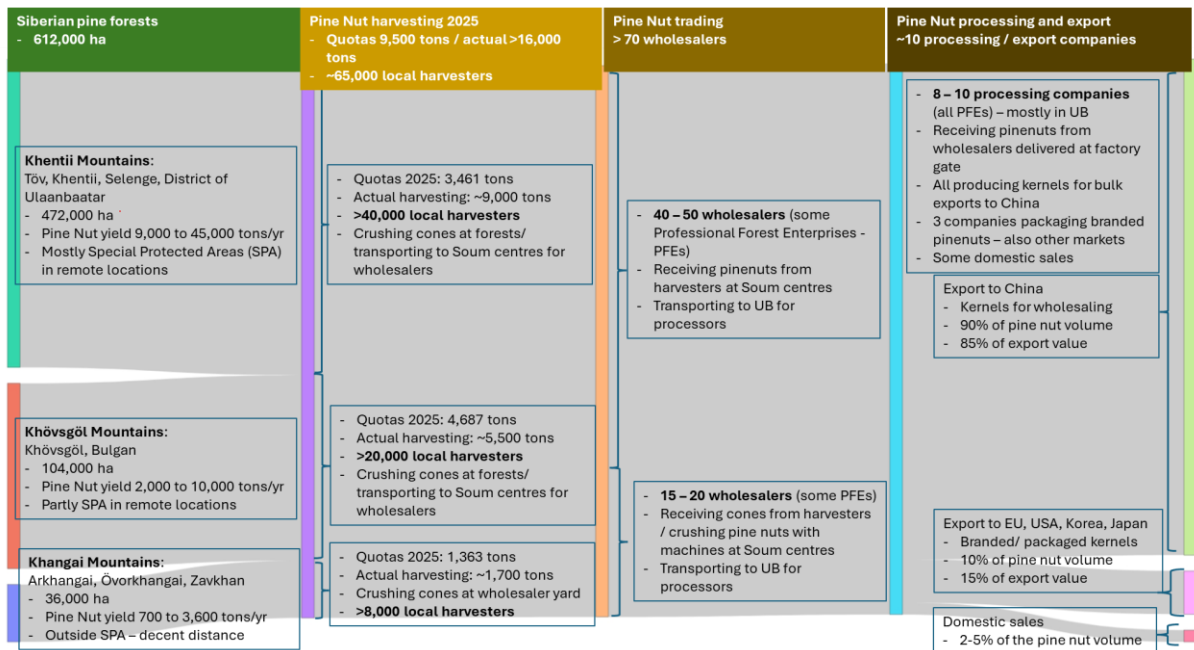 Siberian pine forests
- 612,000 ha
Pine Nut harvesting 2025
- Quotas 9,500 tons / actual >16,000
tons
- ~65,000 local harvesters
Pine Nut trading
> 70 wholesalers
Pine Nut processing and export
~10 processing / export companies
Khentii Mountains:
Töv, Khentii, Selenge, District of
Ulaanbaatar
- 472,000 ha
- Pine Nut yield 9,000 to 45,000 tons/yr
- Mostly Special Protected Areas (SPA)
in remote locations
Khövsgöl Mountains:
Khövsgöl, Bulgan
- 104,000 ha
- Pine Nut yield 2,000 to 10,000 tons/yr
- Partly SPA in remote locations
Khangai Mountains:
Arkhangai, Övorkhangai, Zavkhan
- 36,000 ha
- Pine Nut yield 700 to 3,600 tons/yr
- Outside SPA – decent distance
- Quotas 2025: 3,461 tons
- Actual harvesting: ~9,000 tons
- >40,000 local harvesters
- Crushing cones at forests/
transporting to Soum centres for
wholesalers
- Quotas 2025: 4,687 tons
- Actual harvesting: ~5,500 tons
- >20,000 local harvesters
- Crushing cones at forests/
transporting to Soum centres for
wholesalers
- Quotas 2025: 1,363 tons
- Actual harvesting: ~1,700 tons
- Crushing cones at wholesaler yard
- >8,000 local harvesters
- 40 – 50 wholesalers (some
Professional Forest Enterprises -
PFEs)
- Receiving pinenuts from
harvesters at Soum centres
- Transporting to UB for
processors
- 15 – 20 wholesalers (some PFEs)
- Receiving cones from harvesters
/ crushing pine nuts with
machines at Soum centres
- Transporting to UB for
processors
- 8 – 10 processing companies
(all PFEs) – mostly in UB
- Receiving pinenuts from
wholesalers delivered at factory
gate
- All producing kernels for bulk
exports to China
- 3 companies packaging branded
pinenuts – also other markets
- Some domestic sales
Export to China
- Kernels for wholesaling
- 90% of pine nut volume
- 85% of export value
Export to EU, USA, Korea, Japan
- Branded/ packaged kernels
- 10% of pine nut volume
- 15% of export value
Domestic sales
- 2-5% of the pine nut volume